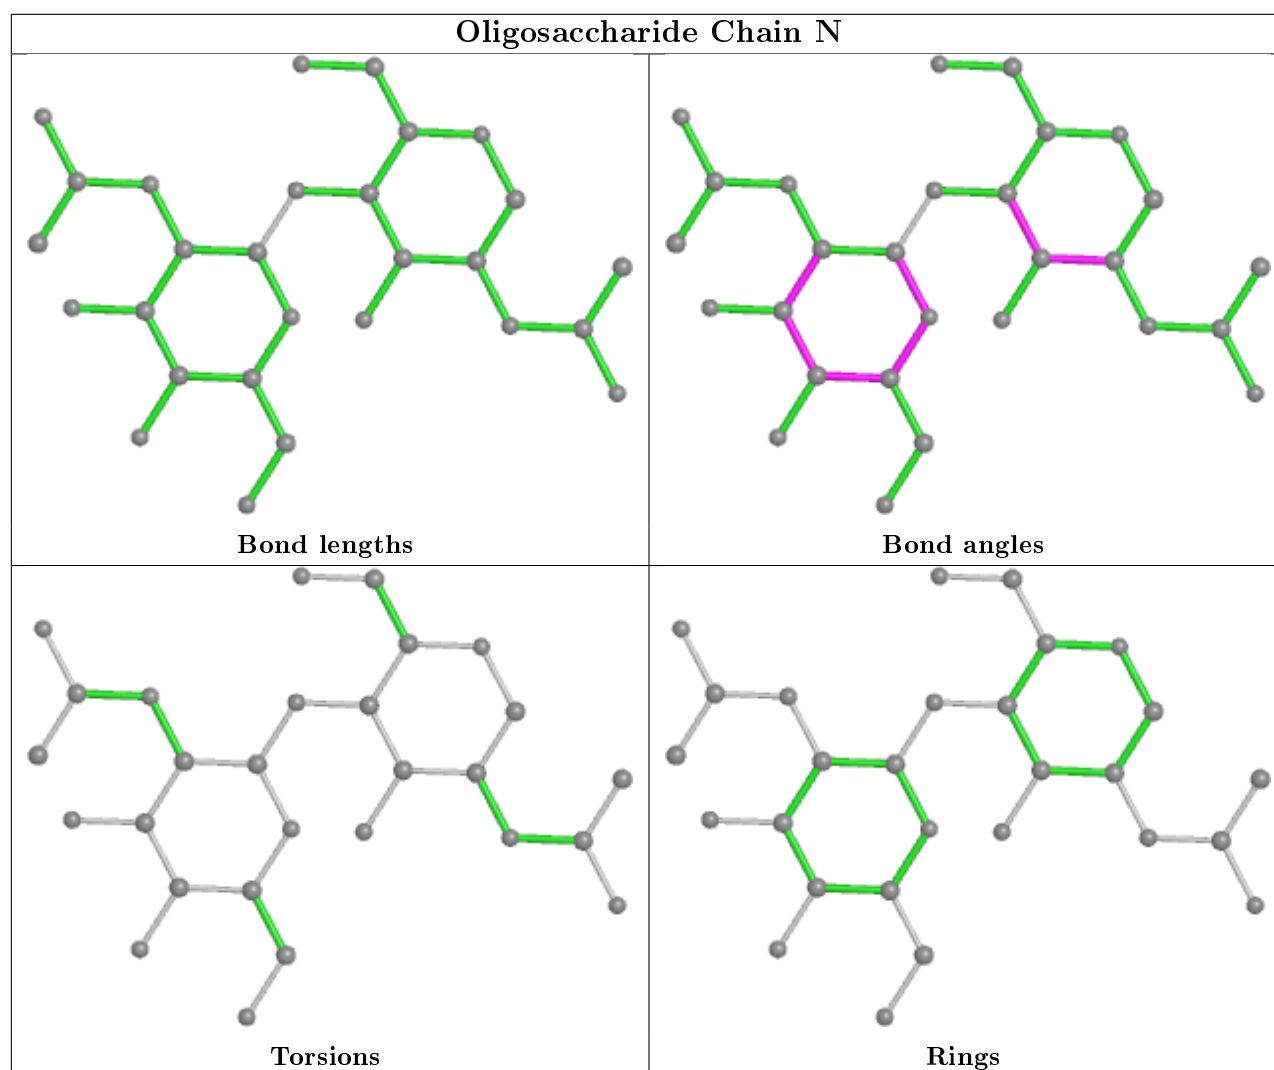 Oligosaccharide Chain N
Bond lengths
Bond angles
Torsions
Rings